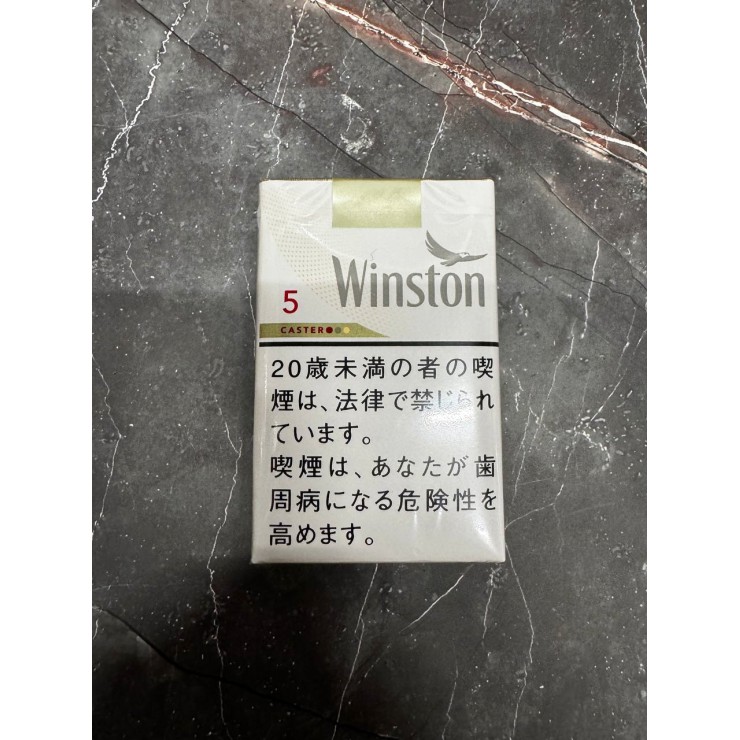 Winston
5
CASTER
20歳未満の者の喫
煙は、法律で禁じられ
ています。
喫煙は、あなたが歯
周病になる危険性を
高めます。